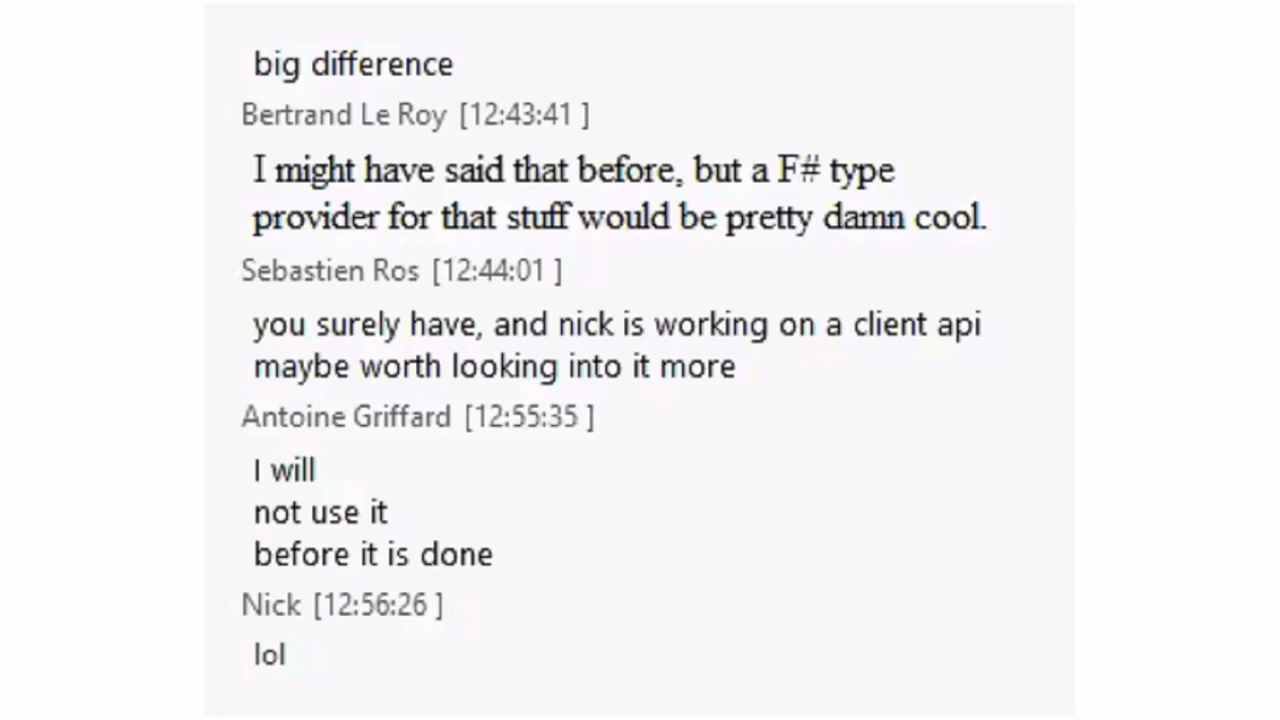 big difference
Bertrand Le Roy [12:43:41 ]
I might have said that before, but a F# type
provider for that stuff would be pretty damn cool.
Sebastien Ros [12:44:01 ]
you surely have, and nick is working on a client api
maybe worth looking into it more
Antoine Griffard [12:55:35 ]
I will
not use it
before it is done
Nick [12:56:26 ]
lol